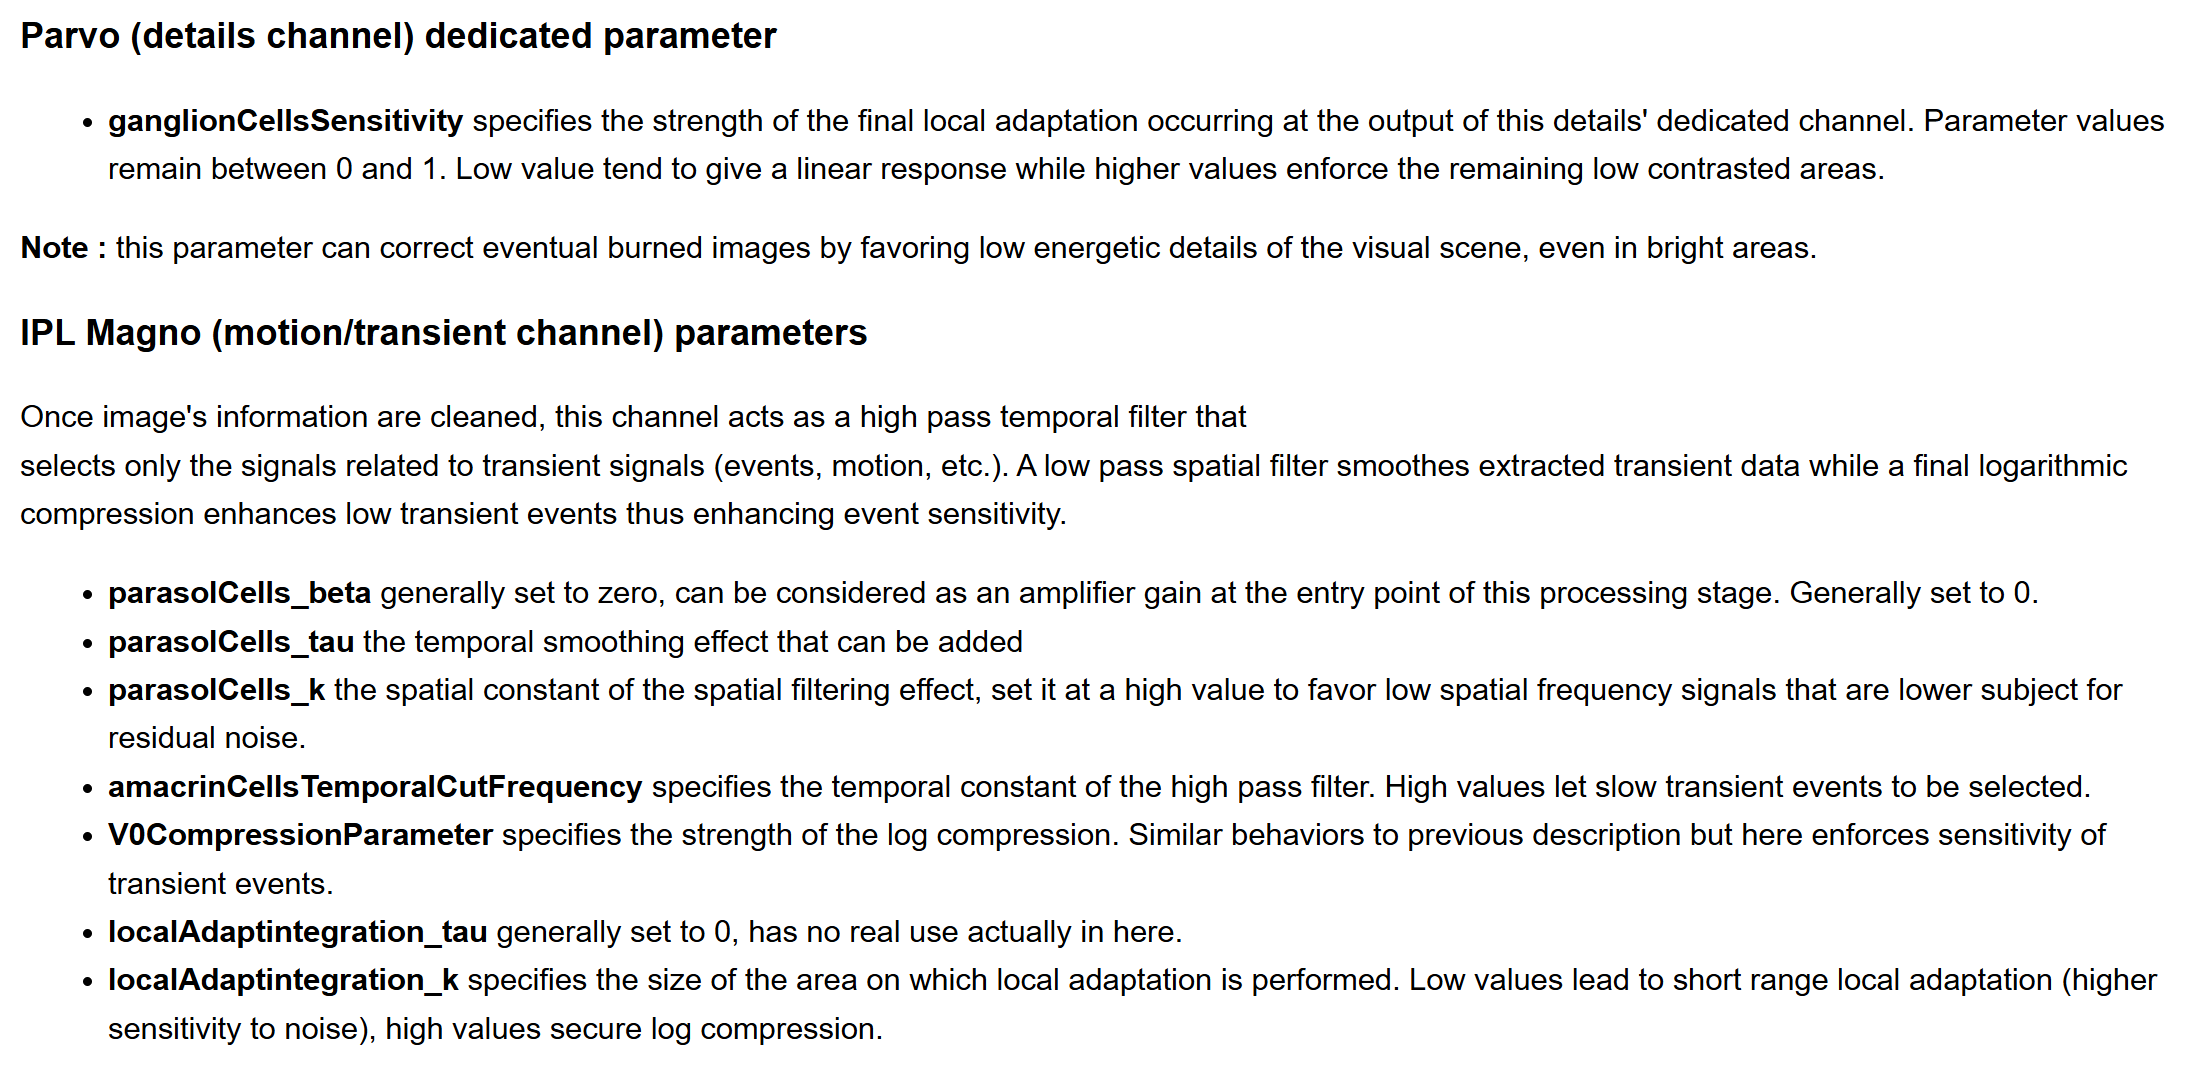 Parvo (details channel) dedicated parameter
• ganglionCellsSensitivity specifies the strength of the final local adaptation occurring at the output of this details' dedicated channel. Parameter values
remain between 0 and 1. Low value tend to give a linear response while higher values enforce the remaining low contrasted areas.
Note : this parameter can correct eventual burned images by favoring low energetic details of the visual scene, even in bright areas.
IPL Magno (motion/transient channel) parameters
Once image's information are cleaned, this channel acts as a high pass temporal filter that
selects only the signals related to transient signals (events, motion, etc.). A low pass spatial filter smoothes extracted transient data while a final logarithmic
compression enhances low transient events thus enhancing event sensitivity.
• parasolCells_beta generally set to zero, can be considered as an amplifier gain at the entry point of this processing stage. Generally set to 0.
• parasolCells_tau the temporal smoothing effect that can be added
• parasolCells_k the spatial constant of the spatial filtering effect, set it at a high value to favor low spatial frequency signals that are lower subject for
residual noise.
• amacrinCellsTemporalCutFrequency specifies the temporal constant of the high pass filter. High values let slow transient events to be selected.
• V0CompressionParameter specifies the strength of the log compression. Similar behaviors to previous description but here enforces sensitivity of
transient events.
• localAdaptintegration_tau generally set to 0, has no real use actually in here.
• localAdaptintegration_k specifies the size of the area on which local adaptation is performed. Low values lead to short range local adaptation (higher
sensitivity to noise), high values secure log compression.